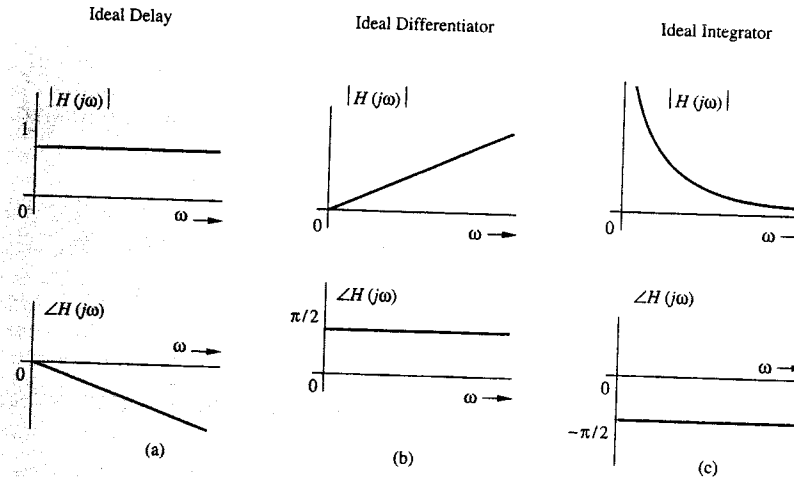 Ideal Delay
Ideal Differentiator
Ideal Integrator
|H(jω)|
1
0
ω
|H(jω)|
0
ω
|H(jω)|
0
ω
∠H(jω)
ω
0
(a)
∠H(jω)
π/2
0
ω
(b)
∠H(jω)
ω
0
−π/2
(c)